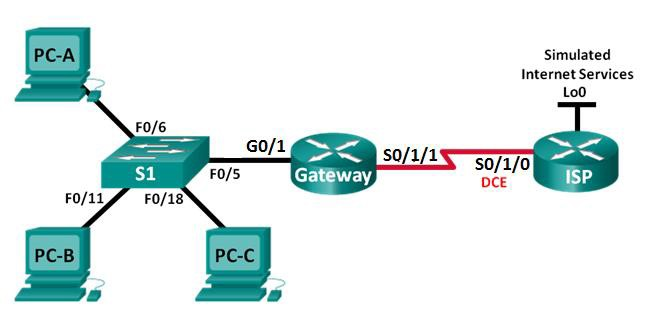 PC-A
Simulated
Internet Services
Lo0
F0/6
G0/1
S0/1/1
S0/1/0
DCE
S1
F0/5
Gateway
ISP
F0/11
F0/18
PC-B
PC-C